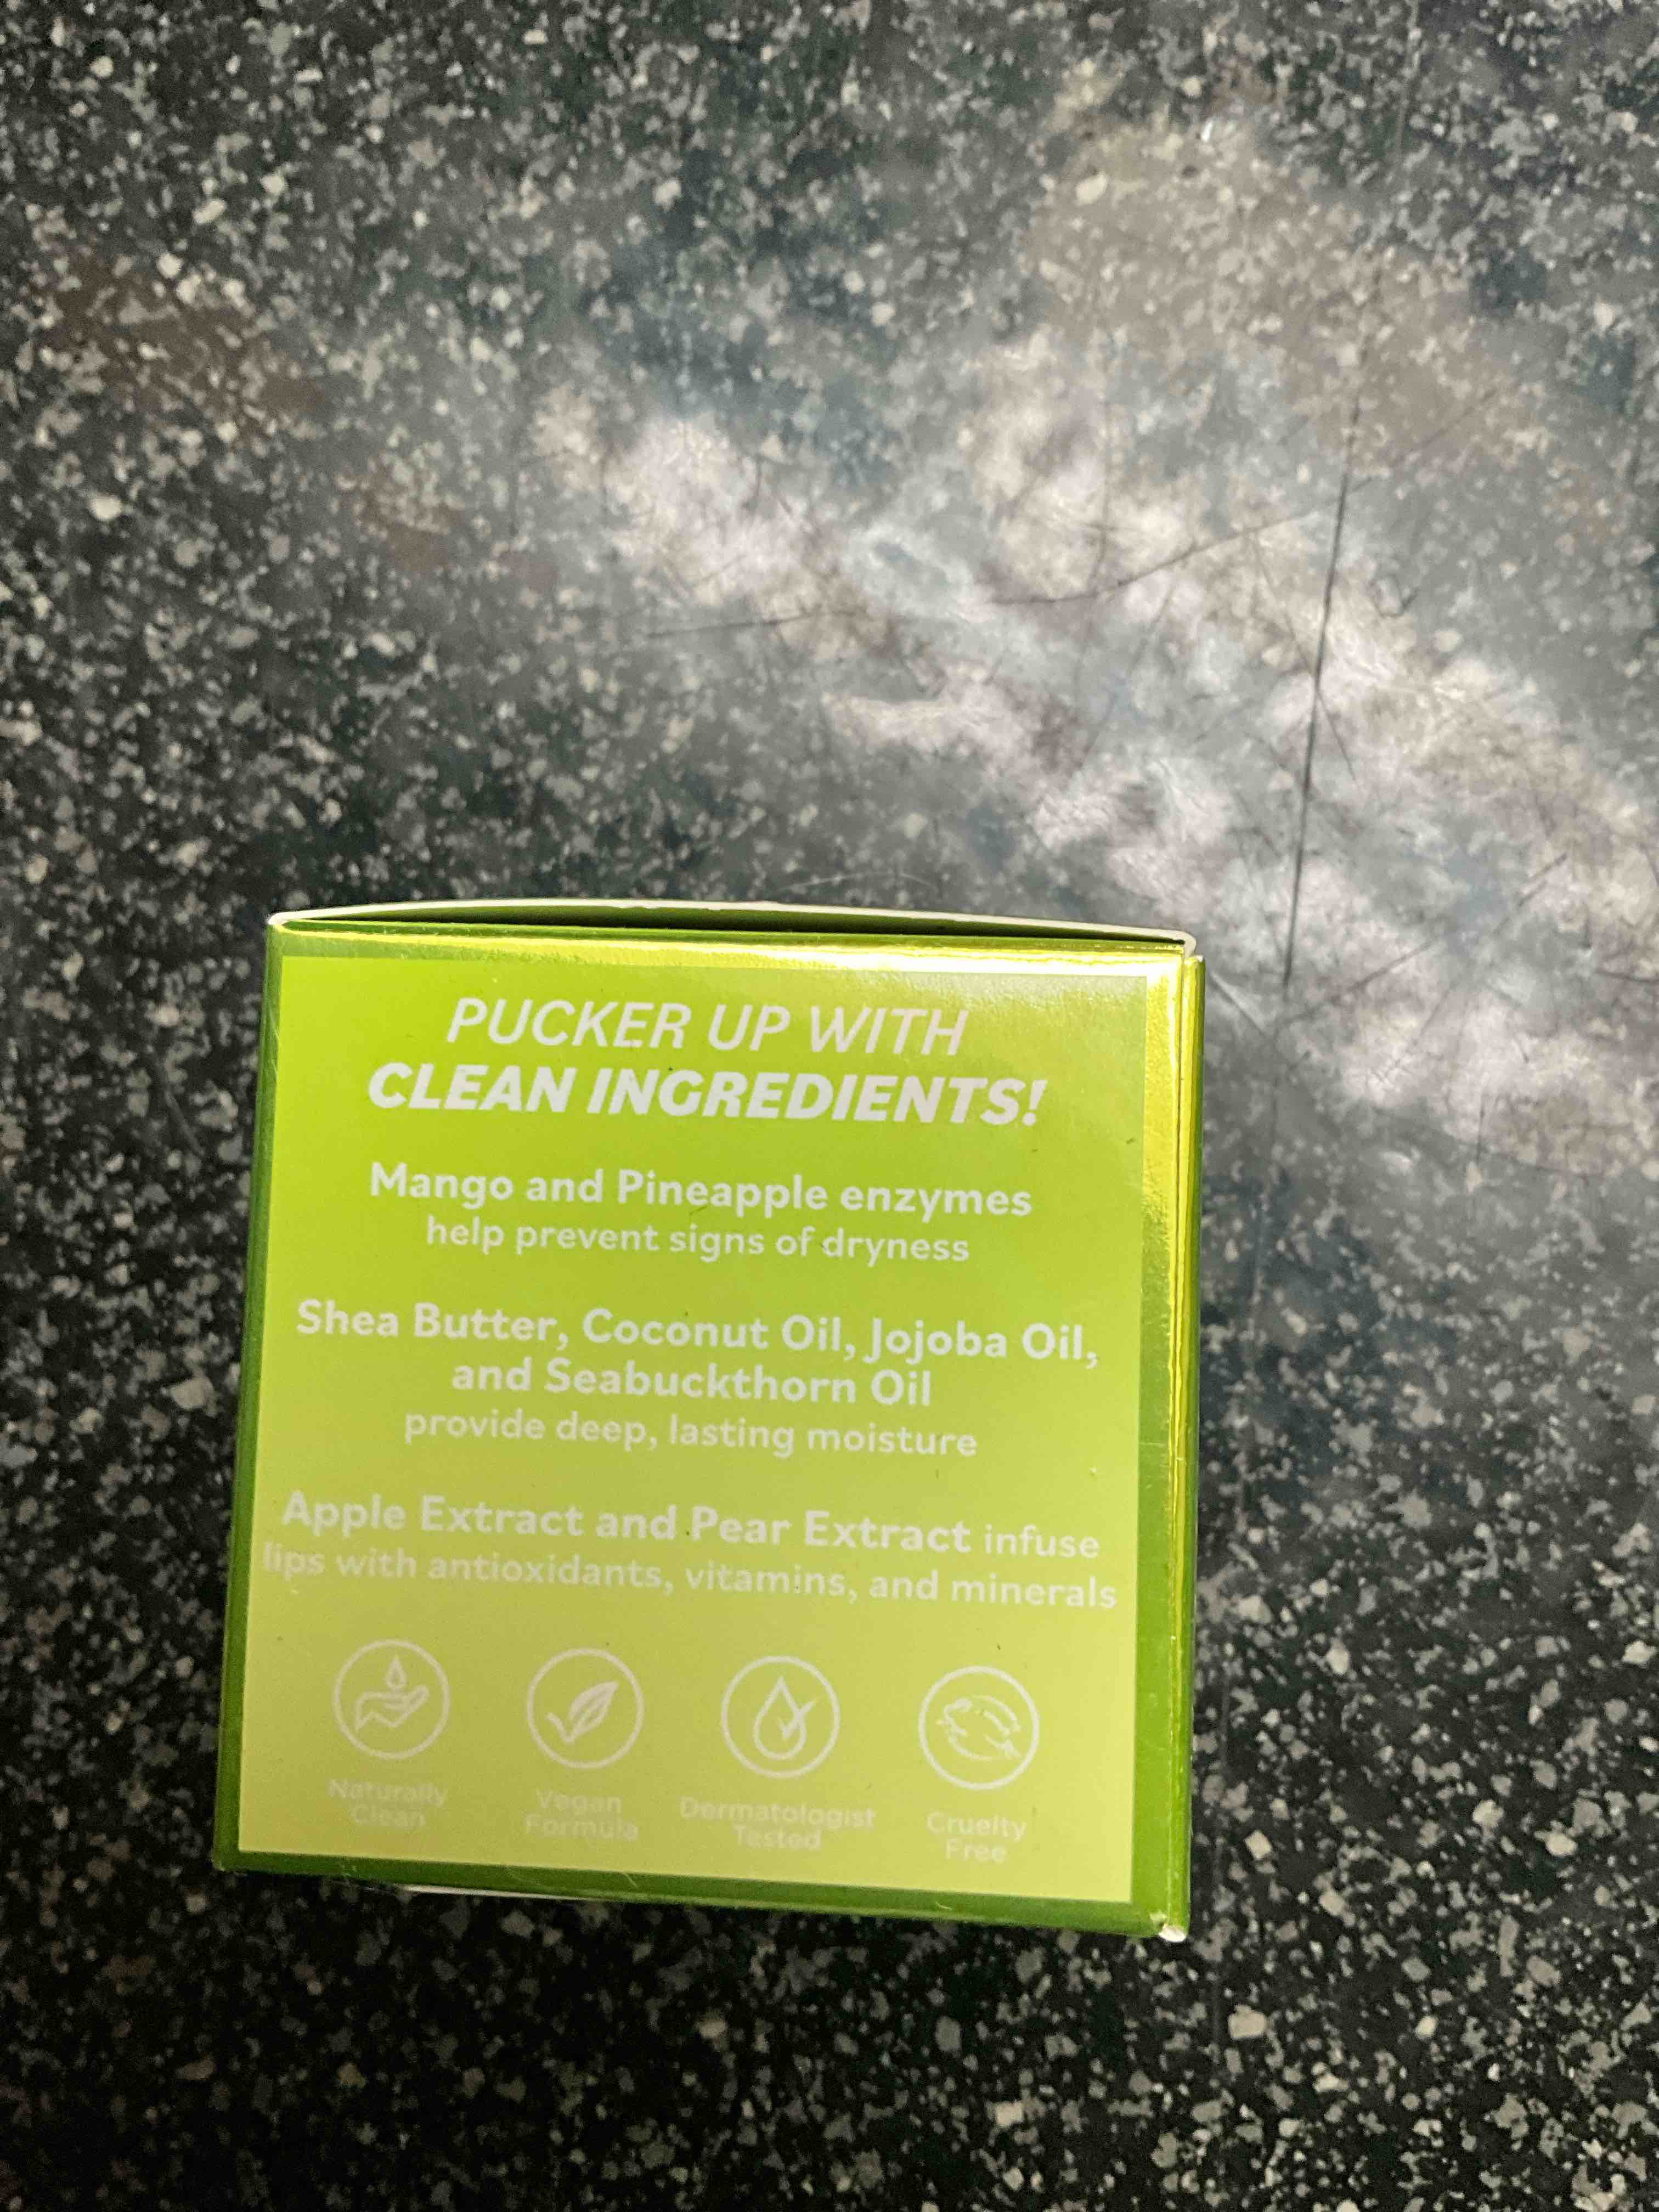 PUCKER UP WITH
CLEAN INGREDIENTS!
Mango and Pineapple enzymes
help prevent signs of dryness
Shea Butter, Coconut Oil, Jojoba Oil,
and Seabuckthorn Oil
provide deep, lasting moisture
Apple Extract and Pear Extract infuse
lips with antioxidants, vitamins, and minerals
Naturally
Clean
Vegan
Formula
Dermatologist
Tested
Cruelty
Free